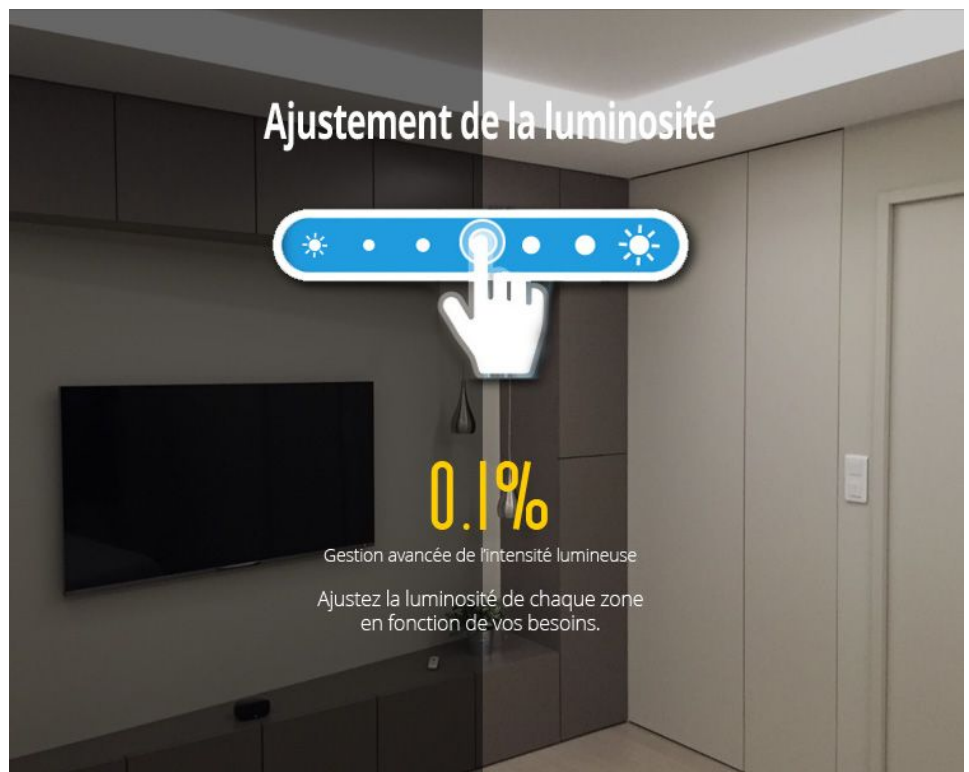 Ajustement de la luminosité
0.1%
Gestion avancée de l'intensité lumineuse
Ajustez la luminosité de chaque zone
en fonction de vos besoins.